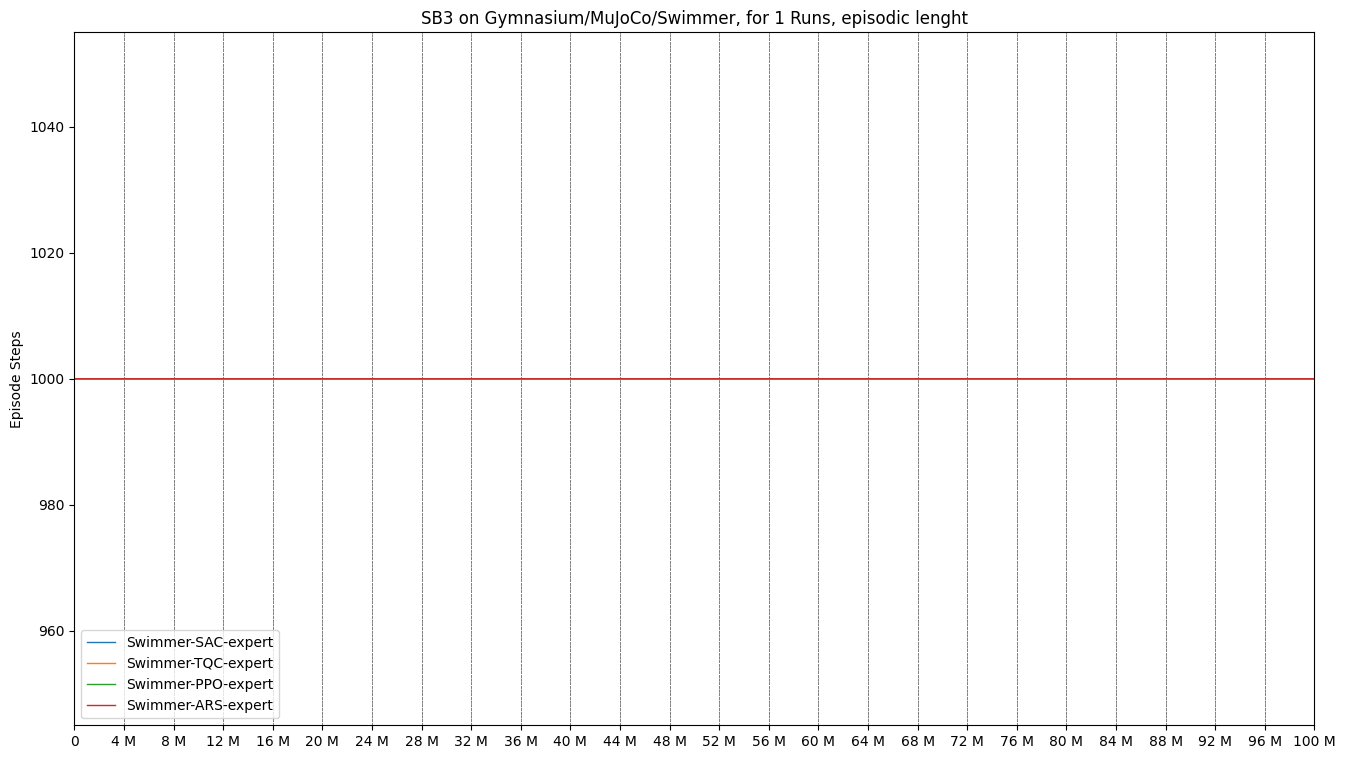 SB3 on Gymnasium/MuJoCo/Swimmer, for 1 Runs, episodic lenght
Episode Steps
1040
1020
1000
980
960
Swimmer-SAC-expert
Swimmer-TQC-expert
Swimmer-PPO-expert
Swimmer-ARS-expert
0 4 M 8 M 12 M 16 M 20 M 24 M 28 M 32 M 36 M 40 M 44 M 48 M 52 M 56 M 60 M 64 M 68 M 72 M 76 M 80 M 84 M 88 M 92 M 96 M 100 M